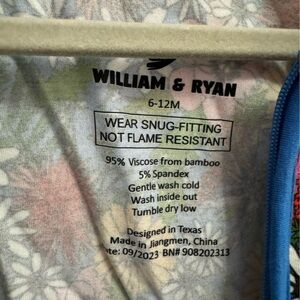 WILLIAM & RYAN
6-12M
WEAR SNUG-FITTING
NOT FLAME RESISTANT
95% Viscose from bamboo
5% Spandex
Gentle wash cold
Wash inside out
Tumble dry low
Designed in Texas
Made in Jiangmen, China
te: 09/2023 BN# 908202313